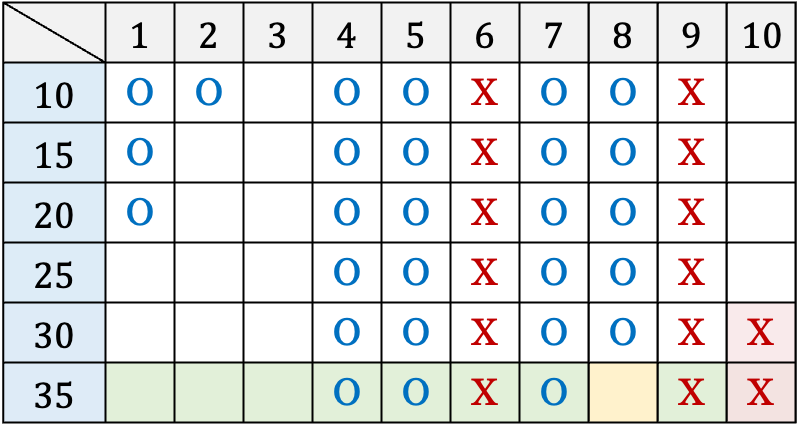 1 2 3 4 5 6 7 8 9 10
10 O O O O X O O X
15 O O O X O O X
20 O O O X O O X
25 O O X O O X
30 O O X O O X X
35 O O X O X X